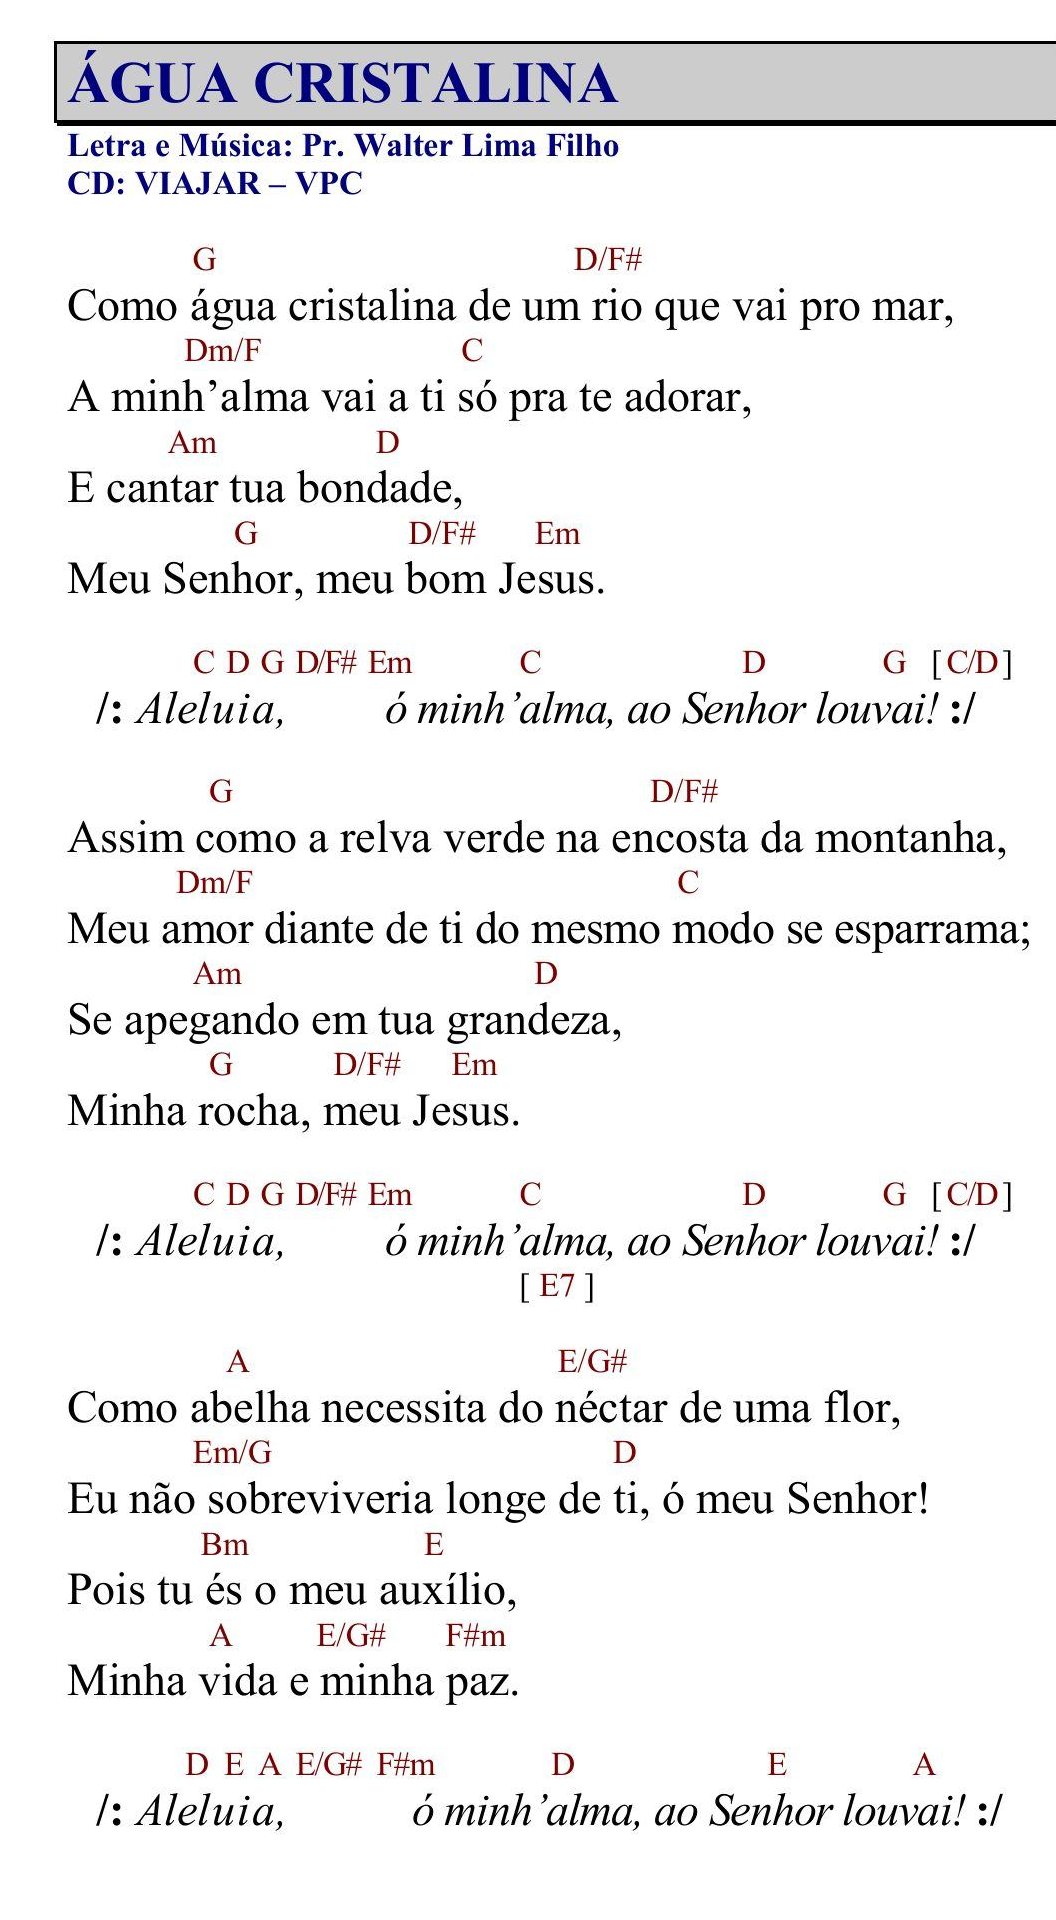 ÁGUA CRISTALINA
Letra e Música: Pr. Walter Lima Filho
CD: VIAJAR – VPC
G D/F#
Como água cristalina de um rio que vai pro mar,
Dm/F C
A minh’alma vai a ti só pra te adorar,
Am D
E cantar tua bondade,
G D/F# Em
Meu Senhor, meu bom Jesus.
C D G D/F# Em C D G [C/D]
/: Aleluia, ó minh’alma, ao Senhor louvai! :/
G D/F#
Assim como a relva verde na encosta da montanha,
Dm/F C
Meu amor diante de ti do mesmo modo se esparrama;
Am D
Se apegando em tua grandeza,
G D/F# Em
Minha rocha, meu Jesus.
C D G D/F# Em C D G [C/D]
/: Aleluia, ó minh’alma, ao Senhor louvai! :/
[ E7 ]
A E/G#
Como abelha necessita do néctar de uma flor,
Em/G D
Eu não sobreviveria longe de ti, ó meu Senhor!
Bm E
Pois tu és o meu auxílio,
A E/G# F#m
Minha vida e minha paz.
D E A E/G# F#m D E A
/: Aleluia, ó minh’alma, ao Senhor louvai! :/